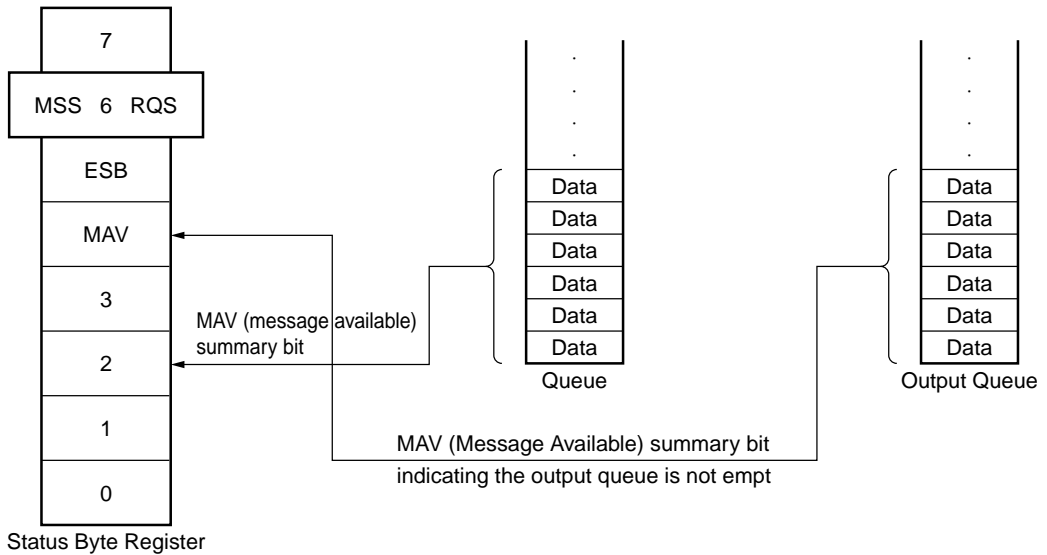 7
MSS 6 RQS
ESB
MAV
3
2
1
0
Status Byte Register
MAV (message available)
summary bit
Data
Data
Data
Data
Data
Data
Queue
MAV (Message Available) summary bit
indicating the output queue is not empt
Data
Data
Data
Data
Data
Data
Output Queue